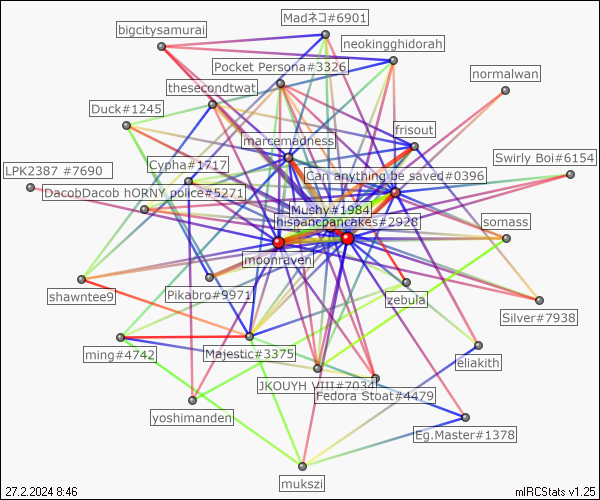 Madネコ#6901
bigcitysamurai
neokingghidorah
Pocket Persona#3326
normalwan
thesecondtwat
Duck#1245
frisout
marcemadness
Swirly Boi#6154
Cypha#1717
LPK2387 #7690
Can anything be saved#0396
DacobDacob hORNY police#5271
Mushy#1984
hispancpancakes#2928
somass
moonraven
Pikabro#9971
shawntee9
zebula
Silver#7938
ming#4742
Majestic#3375
eliakith
JKOUYH VIII#7034
Fedora Stoat#4479
yoshimanden
Eg.Master#1378
mukszi
27.2.2024 8:46
mIRCStats v1.25